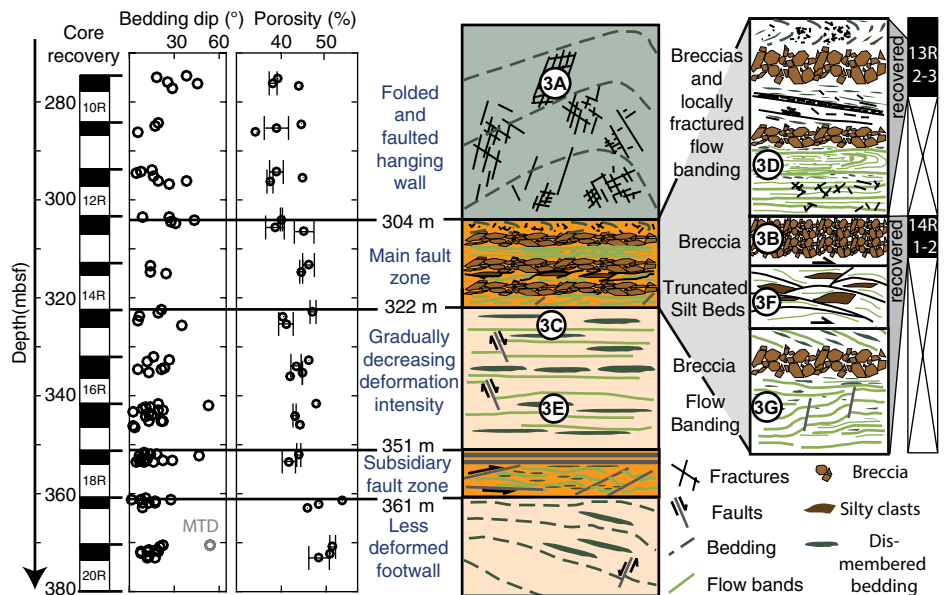 Core
recovery
Bedding dip (°)
30
60
Porosity (%)
40
50
Depth(mbsf)
280
300
320
340
360
380
10R
12R
14R
16R
18R
20R
MTD
Folded
and
faulted
hanging
wall
304 m
Main fault
zone
322 m
Gradually
decreasing
deformation
intensity
351 m
Subsidiary
fault zone
361 m
Less
deformed
footwall
3A
3C
3E
Breccias
and
locally
fractured
flow
banding
Breccia
Truncated
Silt Beds
Breccia
Flow
Banding
3D
3B
3F
3G
recovered
recovered
13R
2-3
14R
1-2
Fractures
Faults
Bedding
Flow bands
Breccia
Silty clasts
Dis-
membered
bedding